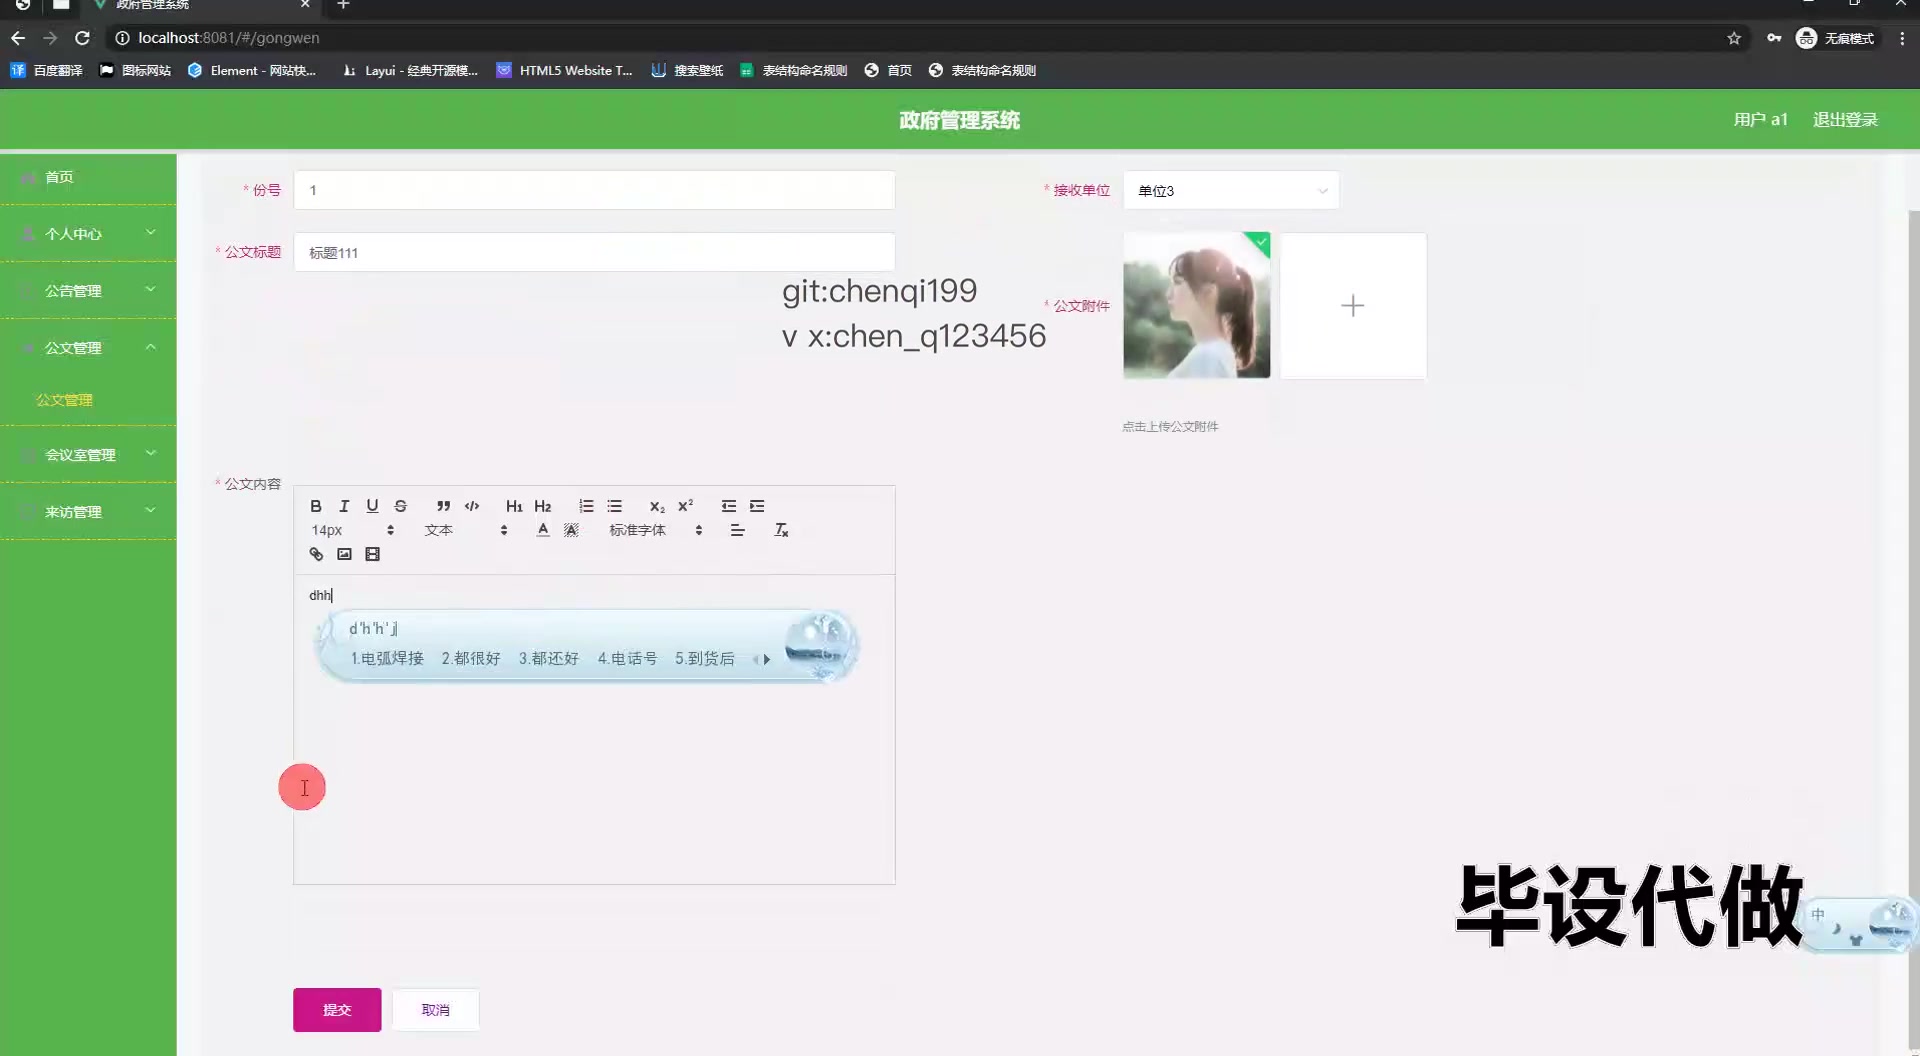 政府管理系统
localhost:8081/#/gongwen
无痕模式
百度翻译
图标网站
Element - 网站快...
Layui - 经典开源模...
HTML5 Website T...
搜索壁纸
表结构命名规则
首页
表结构命名规则
政府管理系统
用户 a1
退出登录
首页
个人中心
公告管理
公文管理
公文管理
会议室管理
来访管理
* 份号
1
* 接收单位
单位3
* 公文标题
标题111
git:chenqi199
v x:chen_q123456
* 公文附件
点击上传公文附件
* 公文内容
B I U S H1 H2 x2 x2
14px 文本 A A 标准字体 Tx
dhh
d'h'h'j
1.电弧焊接 2.都很好 3.都还好 4.电话号 5.到货后
毕设代做
中
提交
取消